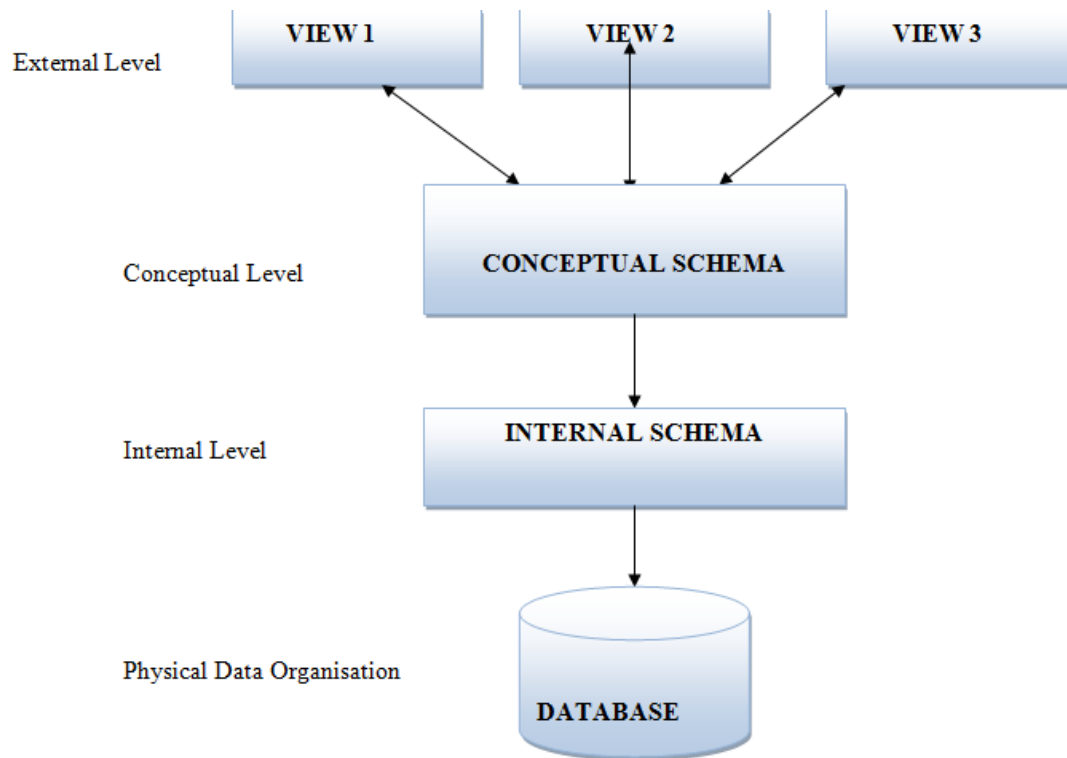 VIEW 1
VIEW 2
VIEW 3
External Level
CONCEPTUAL SCHEMA
Conceptual Level
INTERNAL SCHEMA
Internal Level
Physical Data Organisation
DATABASE